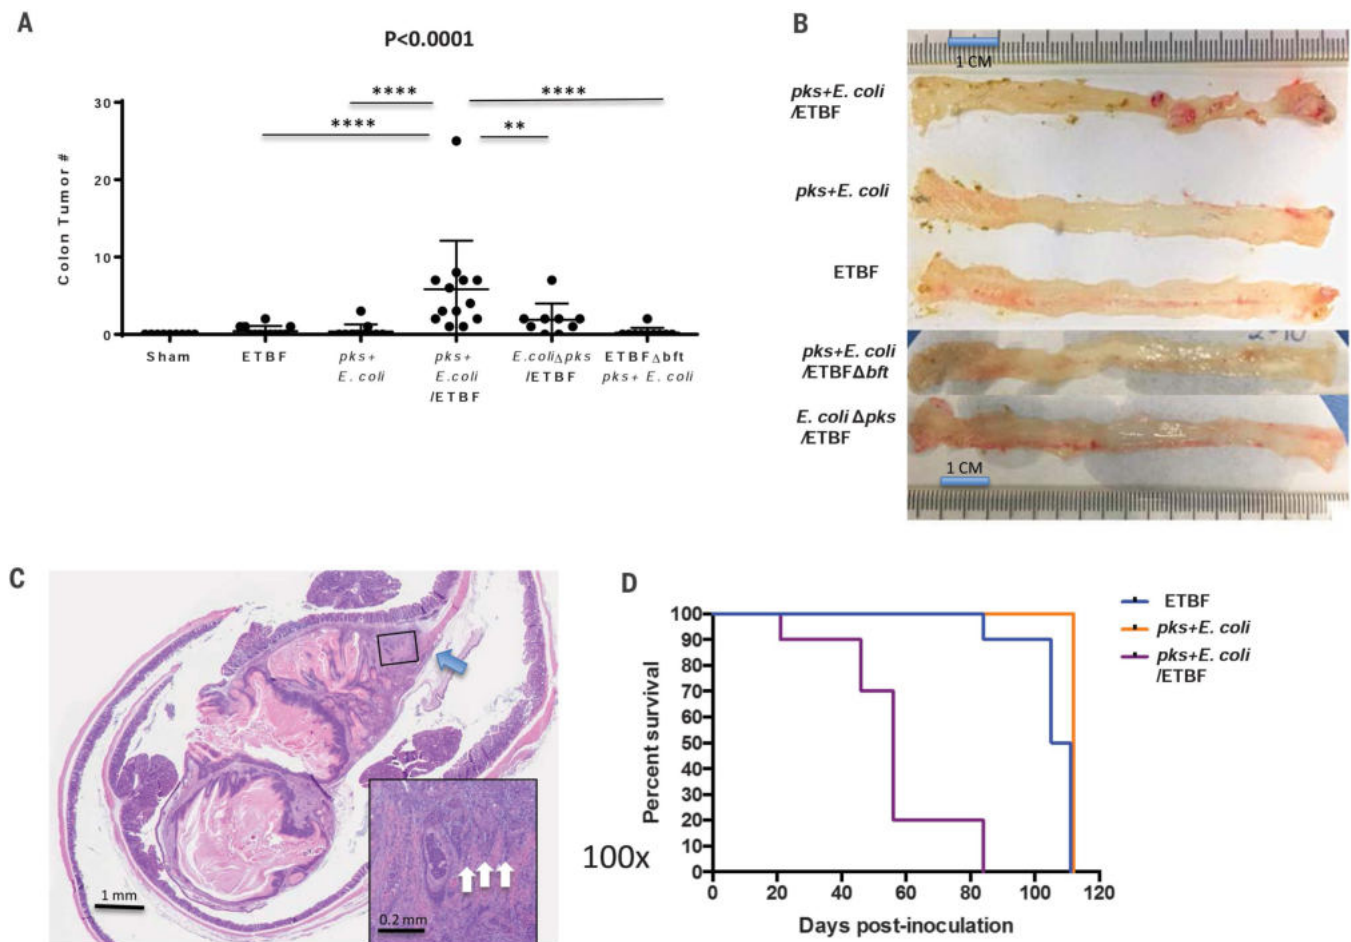 A
P<0.0001
****
****
****
**
30
20
10
0
Colon Tumor #
Sham
ETBF
pks+
E. coli
pks+
E.coli
/ETBF
E.coliΔpks
/ETBF
ETBFΔbft
pks+ E. coli
B
1 CM
pks+E. coli
/ETBF
pks+E. coli
ETBF
pks+E. coli
/ETBFΔbft
E. coli Δpks
/ETBF
1 CM
C
1 mm
0.2 mm
100x
D
100
90
80
70
60
50
40
30
20
10
0
Percent survival
0
20
40
60
80
100
120
Days post-inoculation
ETBF
pks+E. coli
pks+E. coli
/ETBF